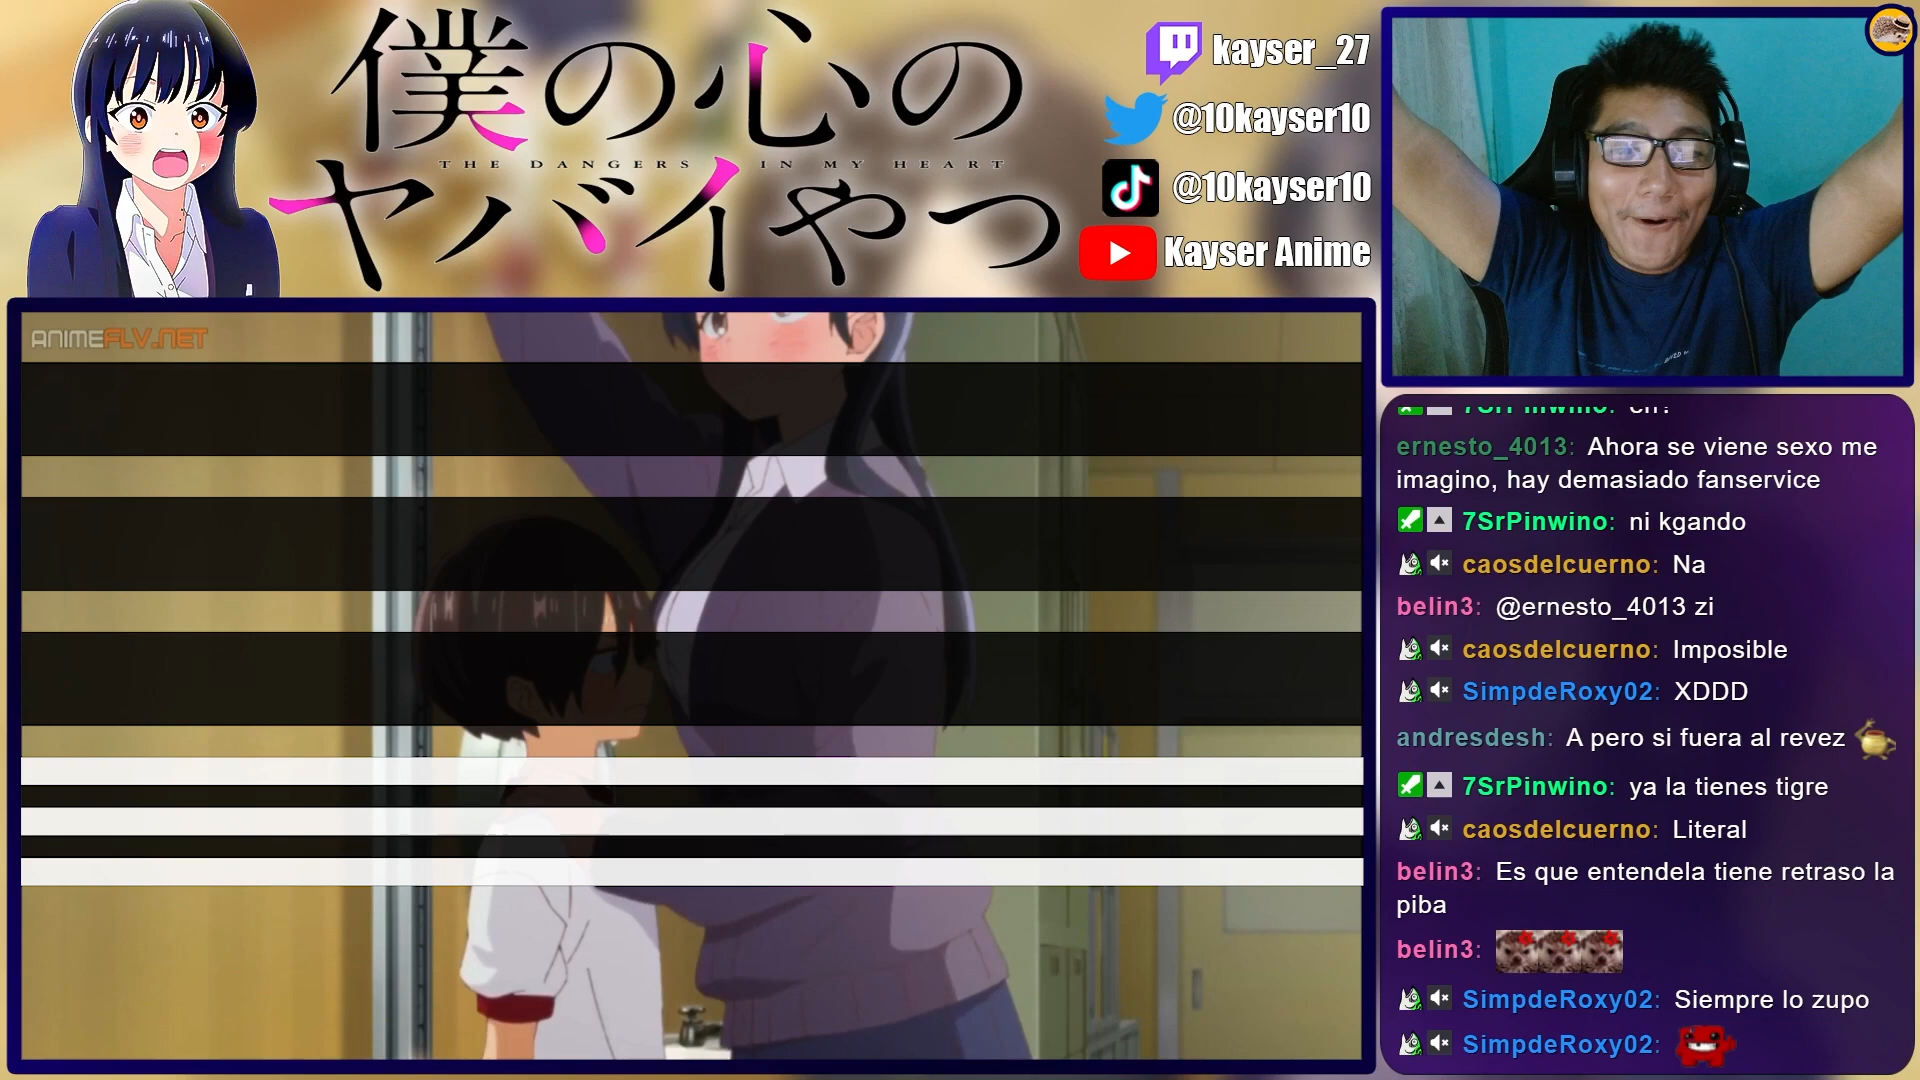 僕の心の
THE DANGERS IN MY HEART
ヤバイやつ
kayser_27
@10kayser10
@10kayser10
Kayser Anime
ANIMEFLV.NET
ernesto_4013: Ahora se viene sexo me
imagino, hay demasiado fanservice
7SrPinwino: ni kgando
caosdelcuerno: Na
belin3: @ernesto_4013 zi
caosdelcuerno: Imposible
SimpdeRoxy02: XDDD
andresdesh: A pero si fuera al revez
7SrPinwino: ya la tienes tigre
caosdelcuerno: Literal
belin3: Es que entendela tiene retraso la
piba
belin3:
SimpdeRoxy02: Siempre lo zupo
SimpdeRoxy02: